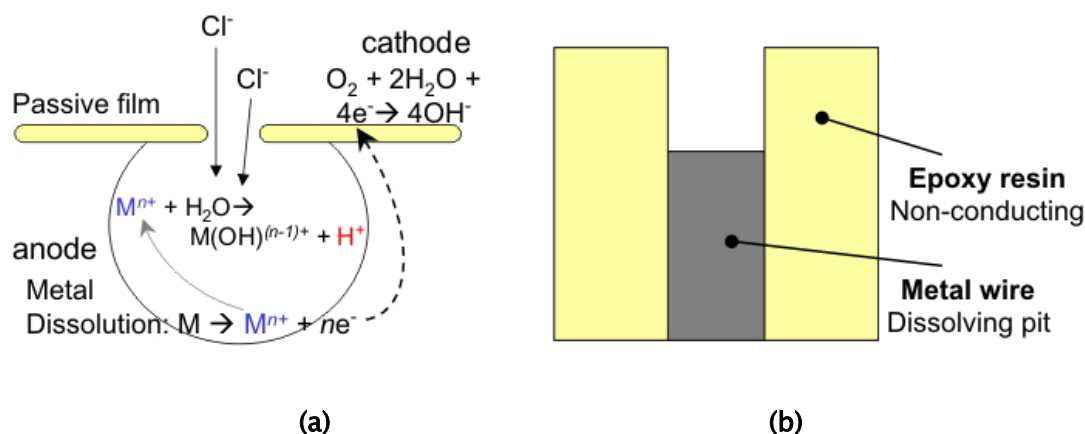 Cl⁻
Cl⁻
cathode
O₂ + 2H₂O +
4e⁻→ 4OH⁻
Passive film
Mⁿ⁺ + H₂O→
M(OH)⁽ⁿ⁻¹⁾⁺ + H⁺
anode
Metal
Dissolution: M → Mⁿ⁺ + ne⁻
(a)
Epoxy resin
Non-conducting
Metal wire
Dissolving pit
(b)